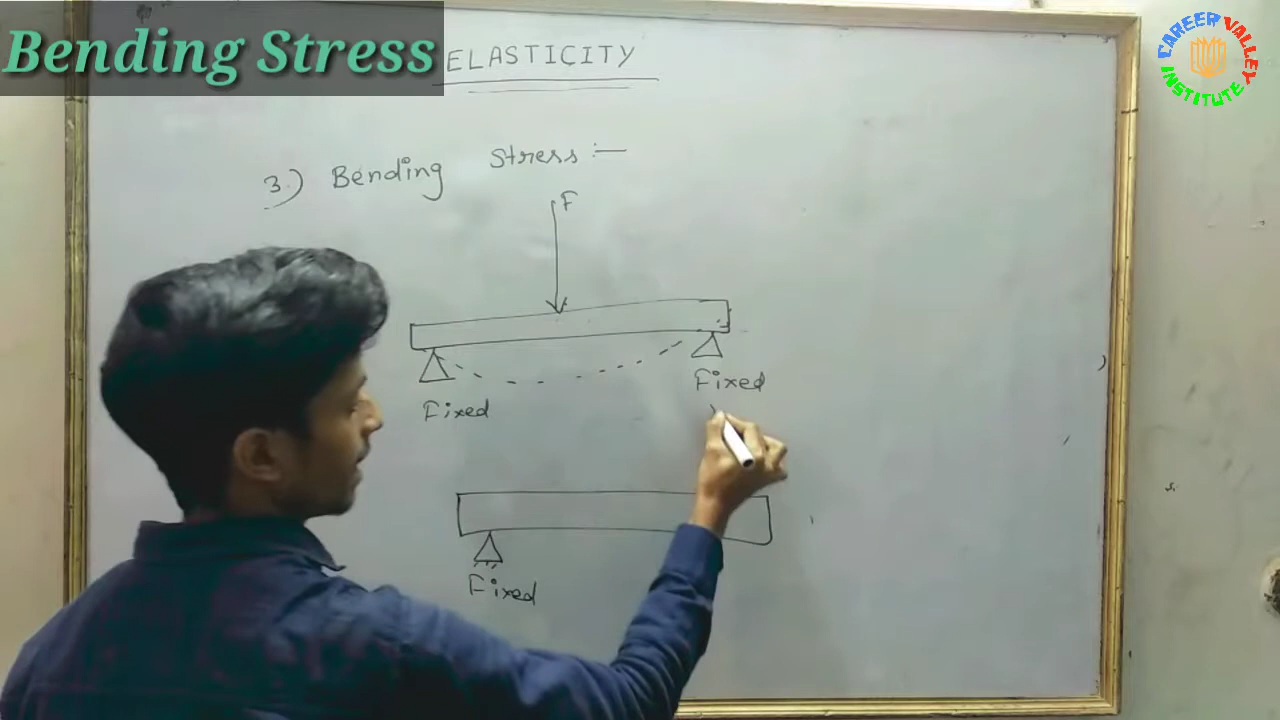 Bending Stress
ELASTICITY
CAREER VALLEY
INSTITUTE
3.) Bending Stress :-
F
Fixed
Fixed
Fixed